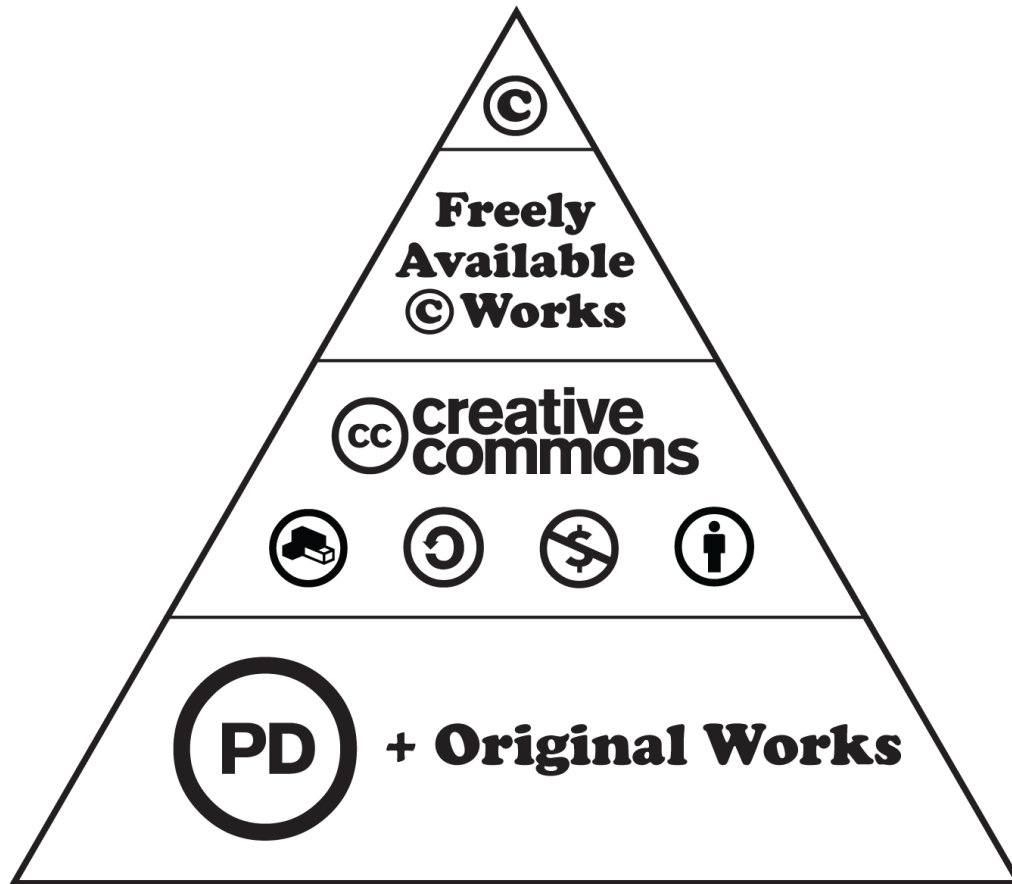 ©
Freely
Available
© Works
cc creative
commons
$
PD + Original Works